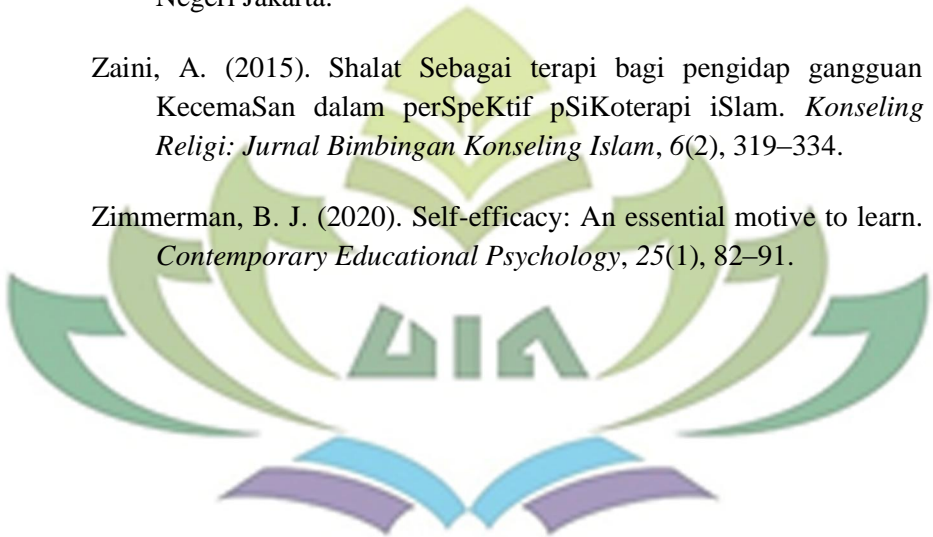 Negeri Jakarta.
Zaini, A. (2015). Shalat Sebagai terapi bagi pengidap gangguan
KecemaSan dalam perSpeKtif pSiKoterapi iSlam. Konseling
Religi: Jurnal Bimbingan Konseling Islam, 6(2), 319–334.
Zimmerman, B. J. (2020). Self-efficacy: An essential motive to learn.
Contemporary Educational Psychology, 25(1), 82–91.
UIN